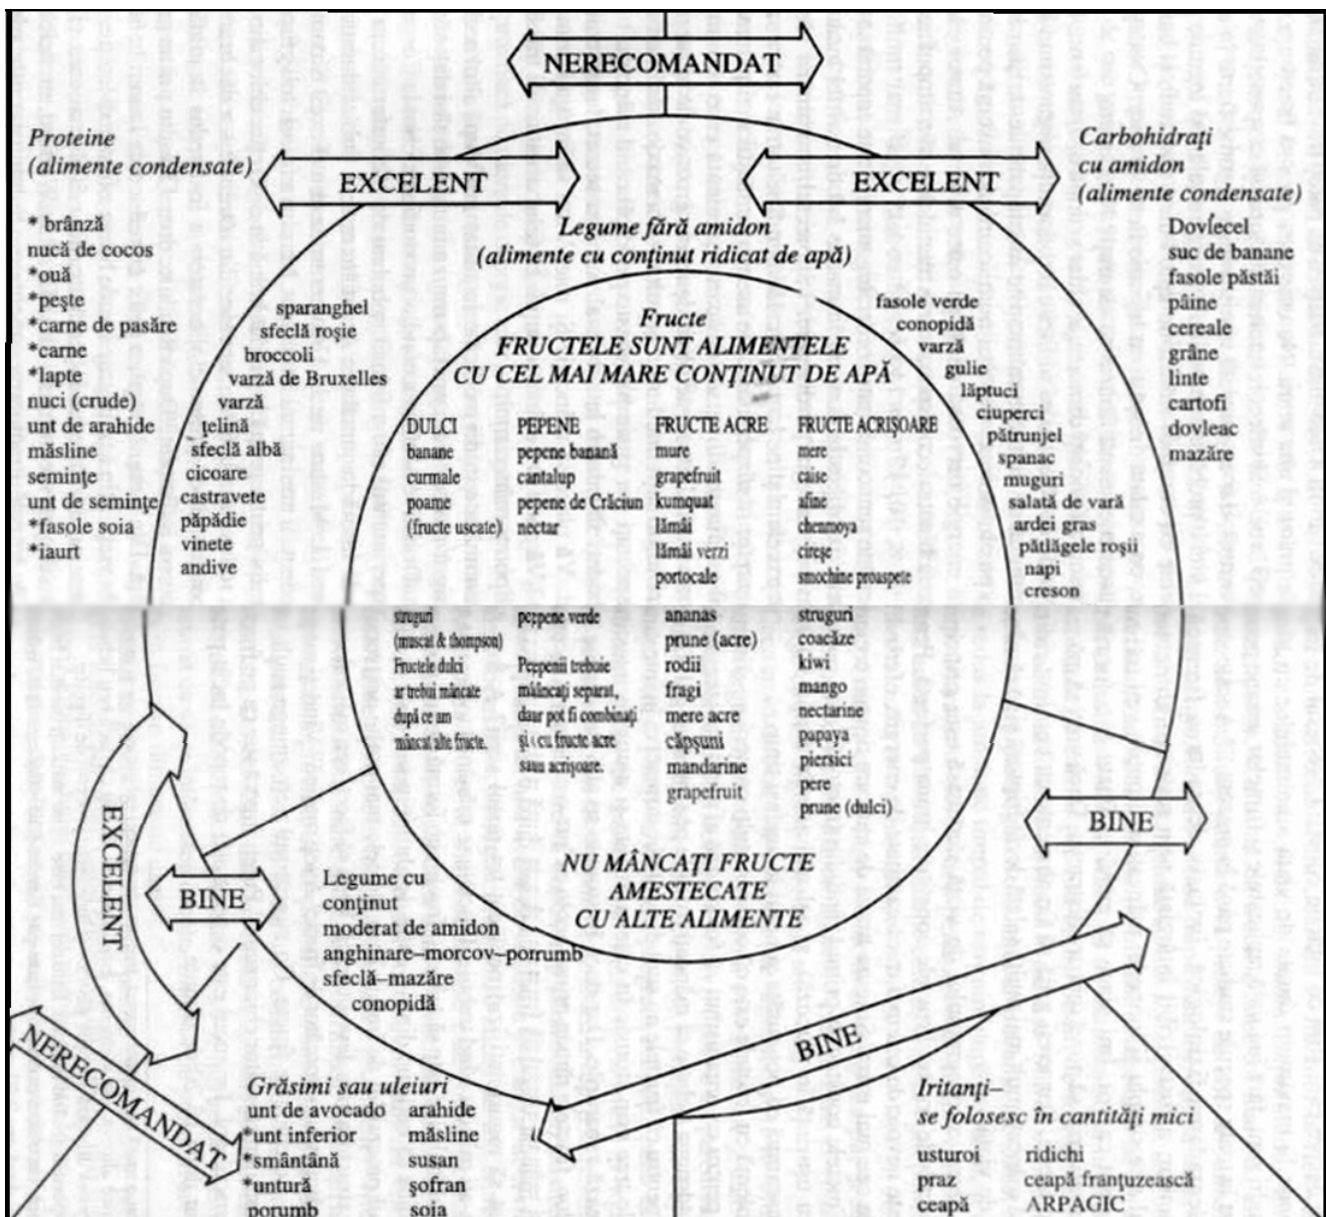 NERECOMANDAT
Proteine
(alimente condensate)
EXCELENT
EXCELENT
Carbohidraţi
cu amidon
(alimente condensate)
* brânză
nucă de cocos
*ouă
*peşte
*carne de pasăre
*carne
*lapte
nuci (crude)
unt de arahide
măsline
seminţe
unt de seminţe
*fasole soia
*iaurt
Legume fără amidon
(alimente cu conţinut ridicat de apă)
sparanghel
sfeclă roşie
broccoli
varză de Bruxelles
varză
ţelină
sfeclă albă
cicoare
castravete
păpădie
vinete
andive
Fructe
FRUCTELE SUNT ALIMENTELE
CU CEL MAI MARE CONŢINUT DE APĂ
DULCI
banane
curmale
poame
(fructe uscate)
struguri
(muscat & thompson)
Fructele dulci
ar trebui mâncate
după ce am
mâncat alte fructe.
PEPENE
pepene banană
cantalup
pepene de Crăciun
nectar
peppene verde
Peppenii trebuie
măâncaţi separat,
daar pot fi combinaţi
şi cu fructe acre
sau acrişoare.
FRUCTE ACRE
mure
grapefruit
kumquat
lămâi
lămâi verzi
portocale
ananas
prune (acre)
rodii
fragi
mere acre
căpşuni
mandarine
grapefruit
FRUCTE ACRIŞOARE
mere
caise
afine
chenmoya
cireşe
smochine proaspete
struguri
coacăze
kiwi
mango
nectarine
papaya
piersici
pere
prune (dulci)
NU MÂNCAŢI FRUCTE
AMESTECATE
CU ALTE ALIMENTE
fasole verde
conopidă
varză
gulie
lăptuci
ciuperci
pătrunjel
spanac
muguri
salată de vară
ardei gras
pătlăgele roşii
napi
creson
Dovlecel
suc de banane
fasole păstăi
pâine
cereale
grâne
linte
cartofi
dovleac
mazăre
EXCELENT
BINE
BINE
Legume cu
conţinut
moderat de amidon
anghinare–morcov–porrumb
sfeclă–mazăre
conopidă
BINE
NERECOMANDAT
Grăsimi sau uleiuri
unt de avocado arahide
*unt inferior măsline
*smântână susan
*untură şofran
porumb soia
Iritanţi–
se folosesc în cantităţi mici
usturoi ridichi
praz ceapă franţuzească
ceapă ARPAGIC